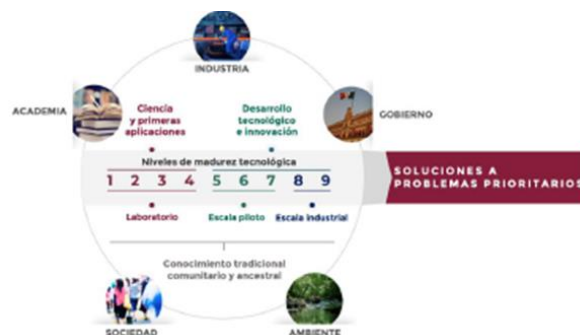 INDUSTRIA
ACADEMIA
GOBIERNO
Ciencia
y primeras
aplicaciones
Desarrollo
tecnológico
e innovación
Niveles de madurez tecnológica
1 2 3 4 5 6 7 8 9
SOLUCIONES A
PROBLEMAS PRIORITARIOS
Laboratorio
Escala piloto
Escala industrial
Conocimiento tradicional
comunitario y ancestral
SOCIEDAD
AMBIENTE